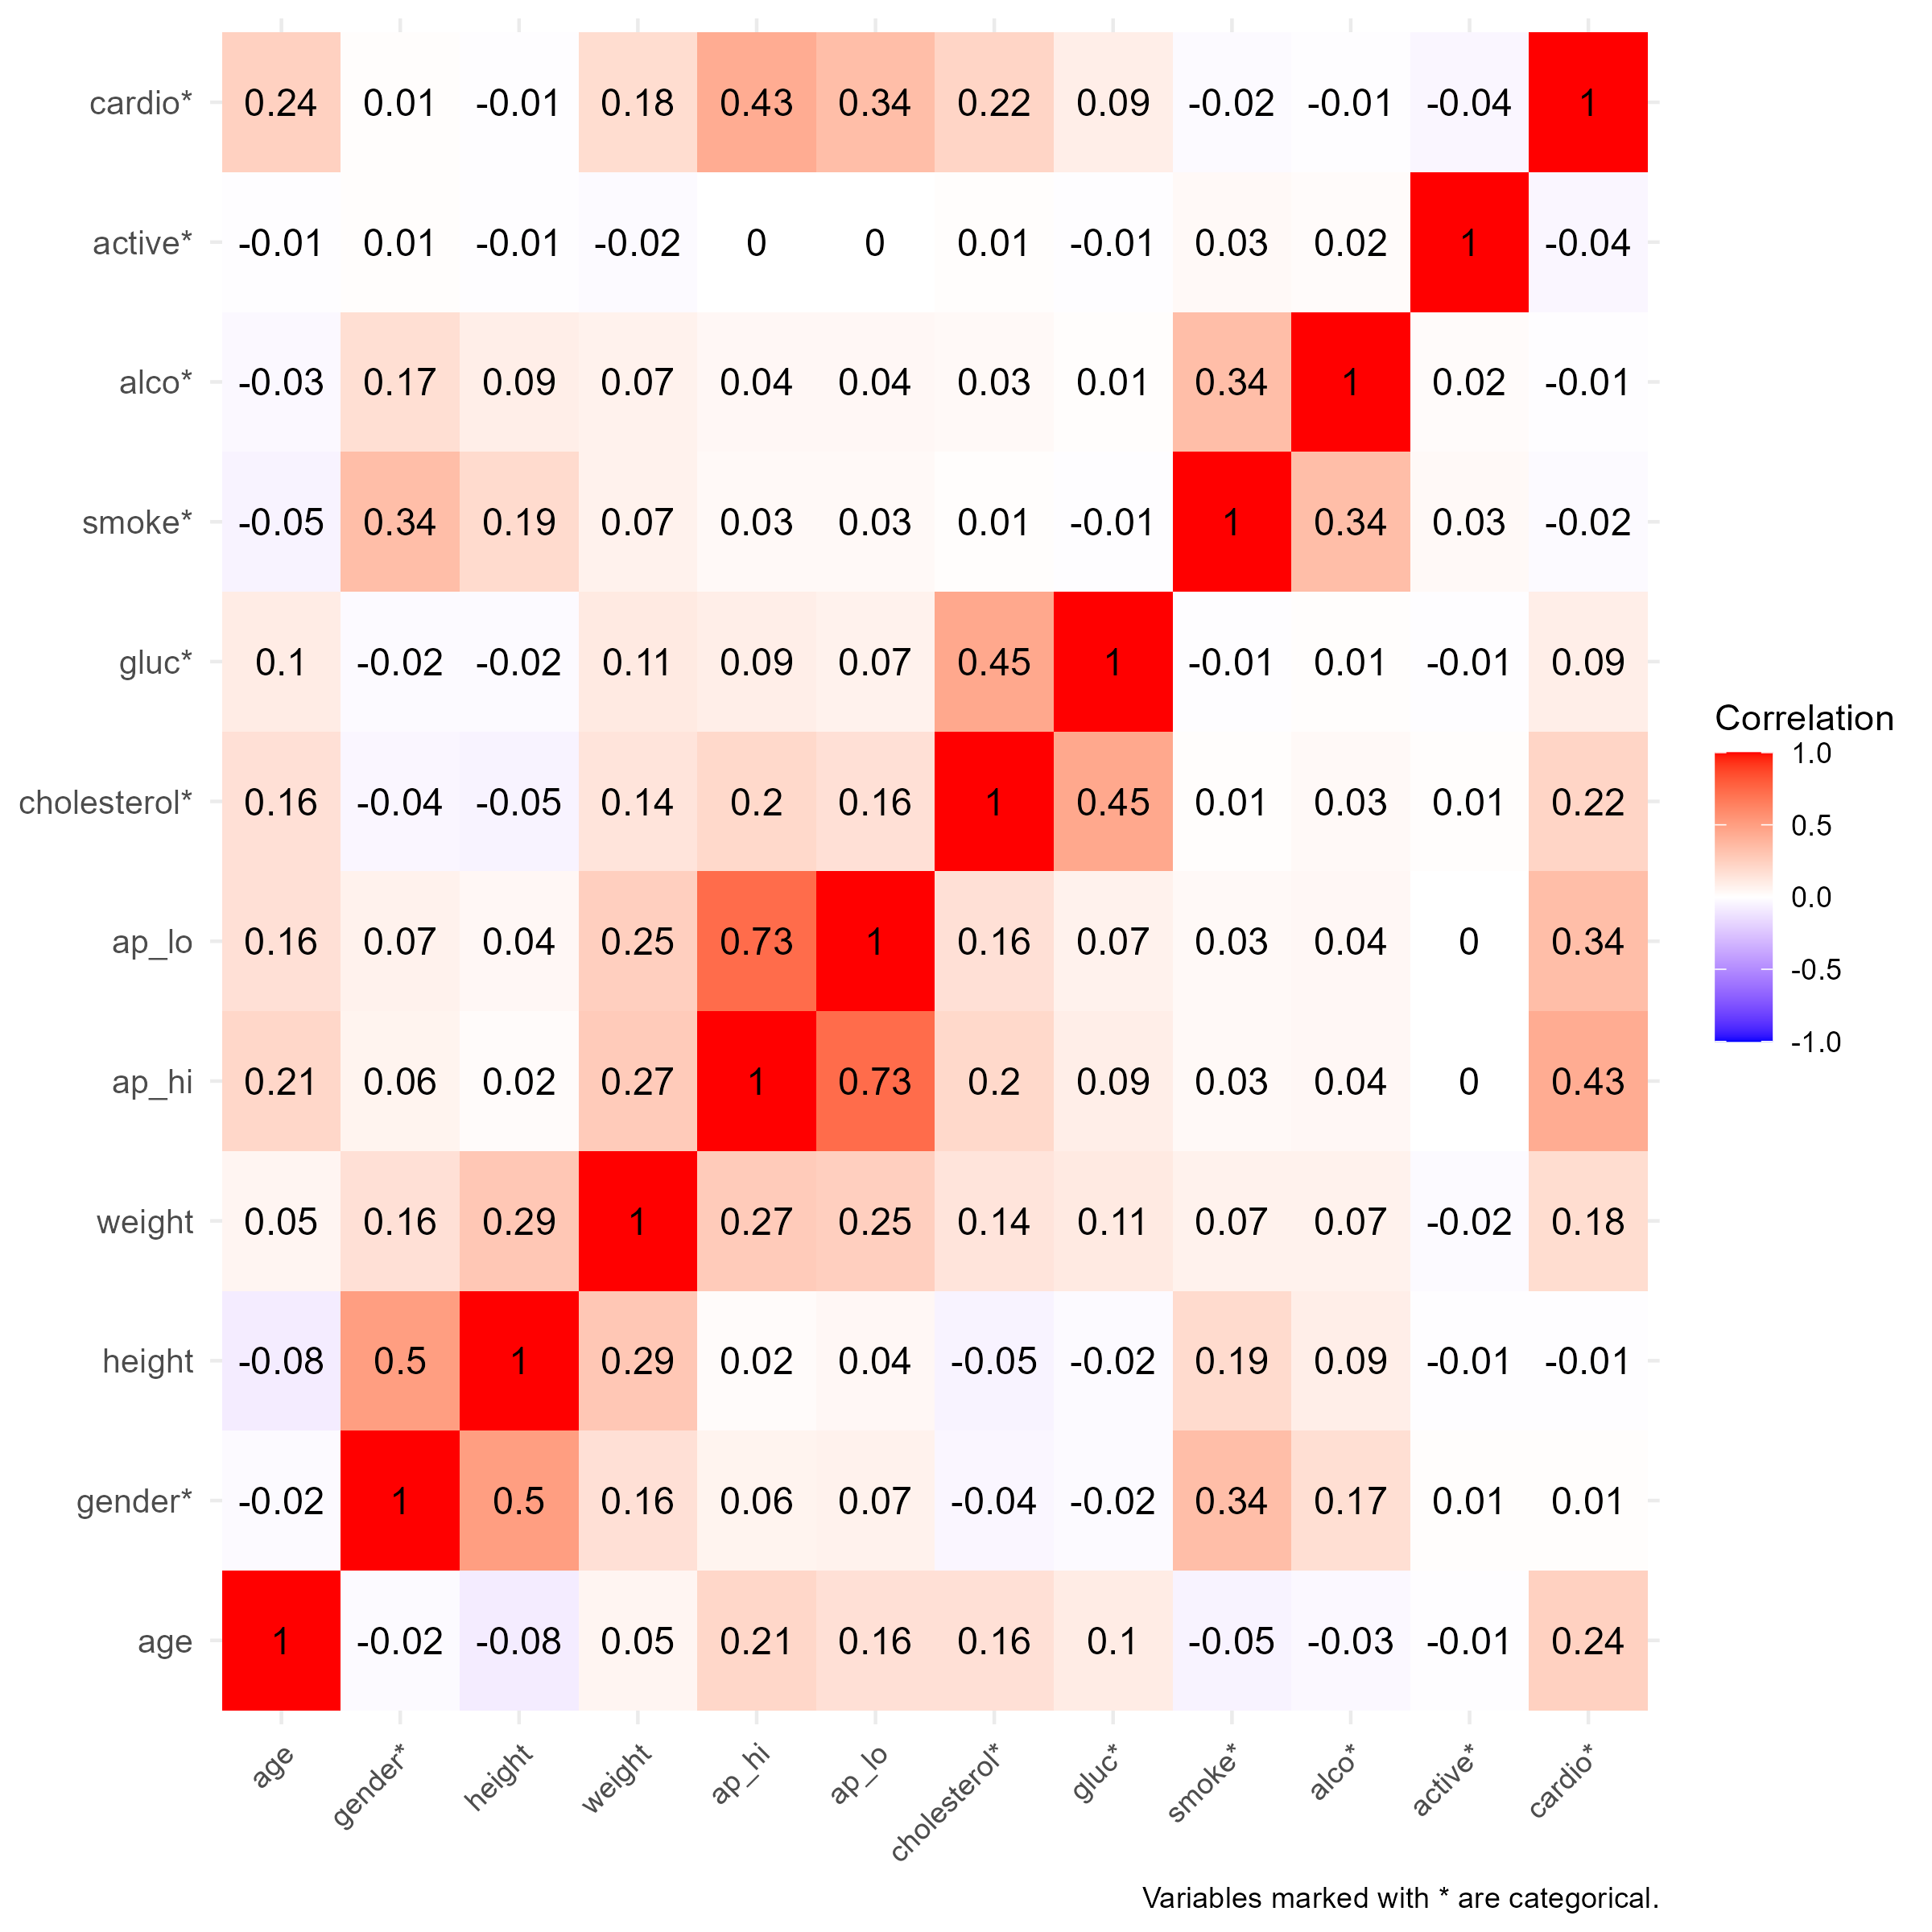 cardio* 0.24 0.01 -0.01 0.18 0.43 0.34 0.22 0.09 -0.02 -0.01 -0.04 1
active* -0.01 0.01 -0.01 -0.02 0 0 0.01 -0.01 0.03 0.02 1 -0.04
alco* -0.03 0.17 0.09 0.07 0.04 0.04 0.03 0.01 0.34 1 0.02 -0.01
smoke* -0.05 0.34 0.19 0.07 0.03 0.03 0.01 -0.01 1 0.34 0.03 -0.02
gluc* 0.1 -0.02 -0.02 0.11 0.09 0.07 0.45 1 -0.01 0.01 -0.01 0.09
cholesterol* 0.16 -0.04 -0.05 0.14 0.2 0.16 1 0.45 0.01 0.03 0.01 0.22
ap_lo 0.16 0.07 0.04 0.25 0.73 1 0.16 0.07 0.03 0.04 0 0.34
ap_hi 0.21 0.06 0.02 0.27 1 0.73 0.2 0.09 0.03 0.04 0 0.43
weight 0.05 0.16 0.29 1 0.27 0.25 0.14 0.11 0.07 0.07 -0.02 0.18
height -0.08 0.5 1 0.29 0.02 0.04 -0.05 -0.02 0.19 0.09 -0.01 -0.01
gender* -0.02 1 0.5 0.16 0.06 0.07 -0.04 -0.02 0.34 0.17 0.01 0.01
age 1 -0.02 -0.08 0.05 0.21 0.16 0.16 0.1 -0.05 -0.03 -0.01 0.24
age gender* height weight ap_hi ap_lo cholesterol* gluc* smoke* alco* active* cardio*
Correlation
1.0
0.5
0.0
-0.5
-1.0
Variables marked with * are categorical.